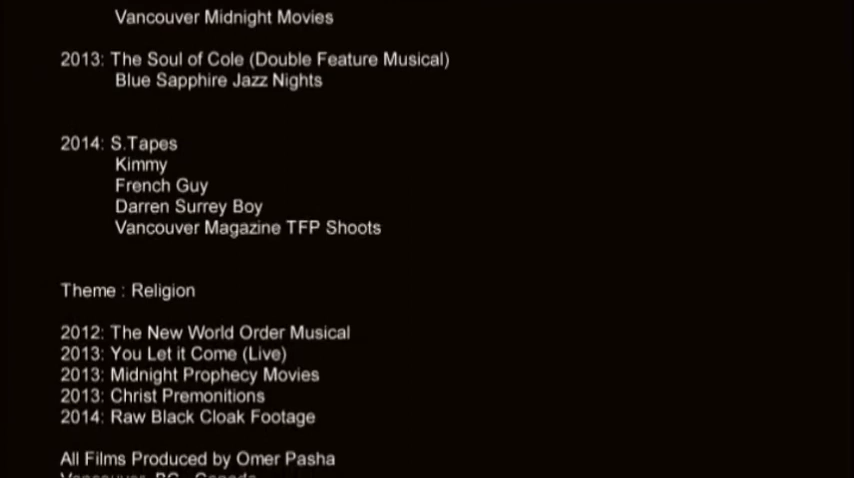 Vancouver Midnight Movies
2013: The Soul of Cole (Double Feature Musical)
Blue Sapphire Jazz Nights
2014: S.Tapes
Kimmy
French Guy
Darren Surrey Boy
Vancouver Magazine TFP Shoots
Theme : Religion
2012: The New World Order Musical
2013: You Let it Come (Live)
2013: Midnight Prophecy Movies
2013: Christ Premonitions
2014: Raw Black Cloak Footage
All Films Produced by Omer Pasha
Vancouver, BC, Canada